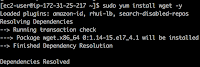 [ec2-user@ip-172-31-25-217 ~]$ sudo yum install wget -y
Loaded plugins: amazon-id, rhui-lb, search-disabled-repos
Resolving Dependencies
--> Running transaction check
---> Package wget.x86_64 0:1.14-15.el7_4.1 will be installed
--> Finished Dependency Resolution
Dependencies Resolved